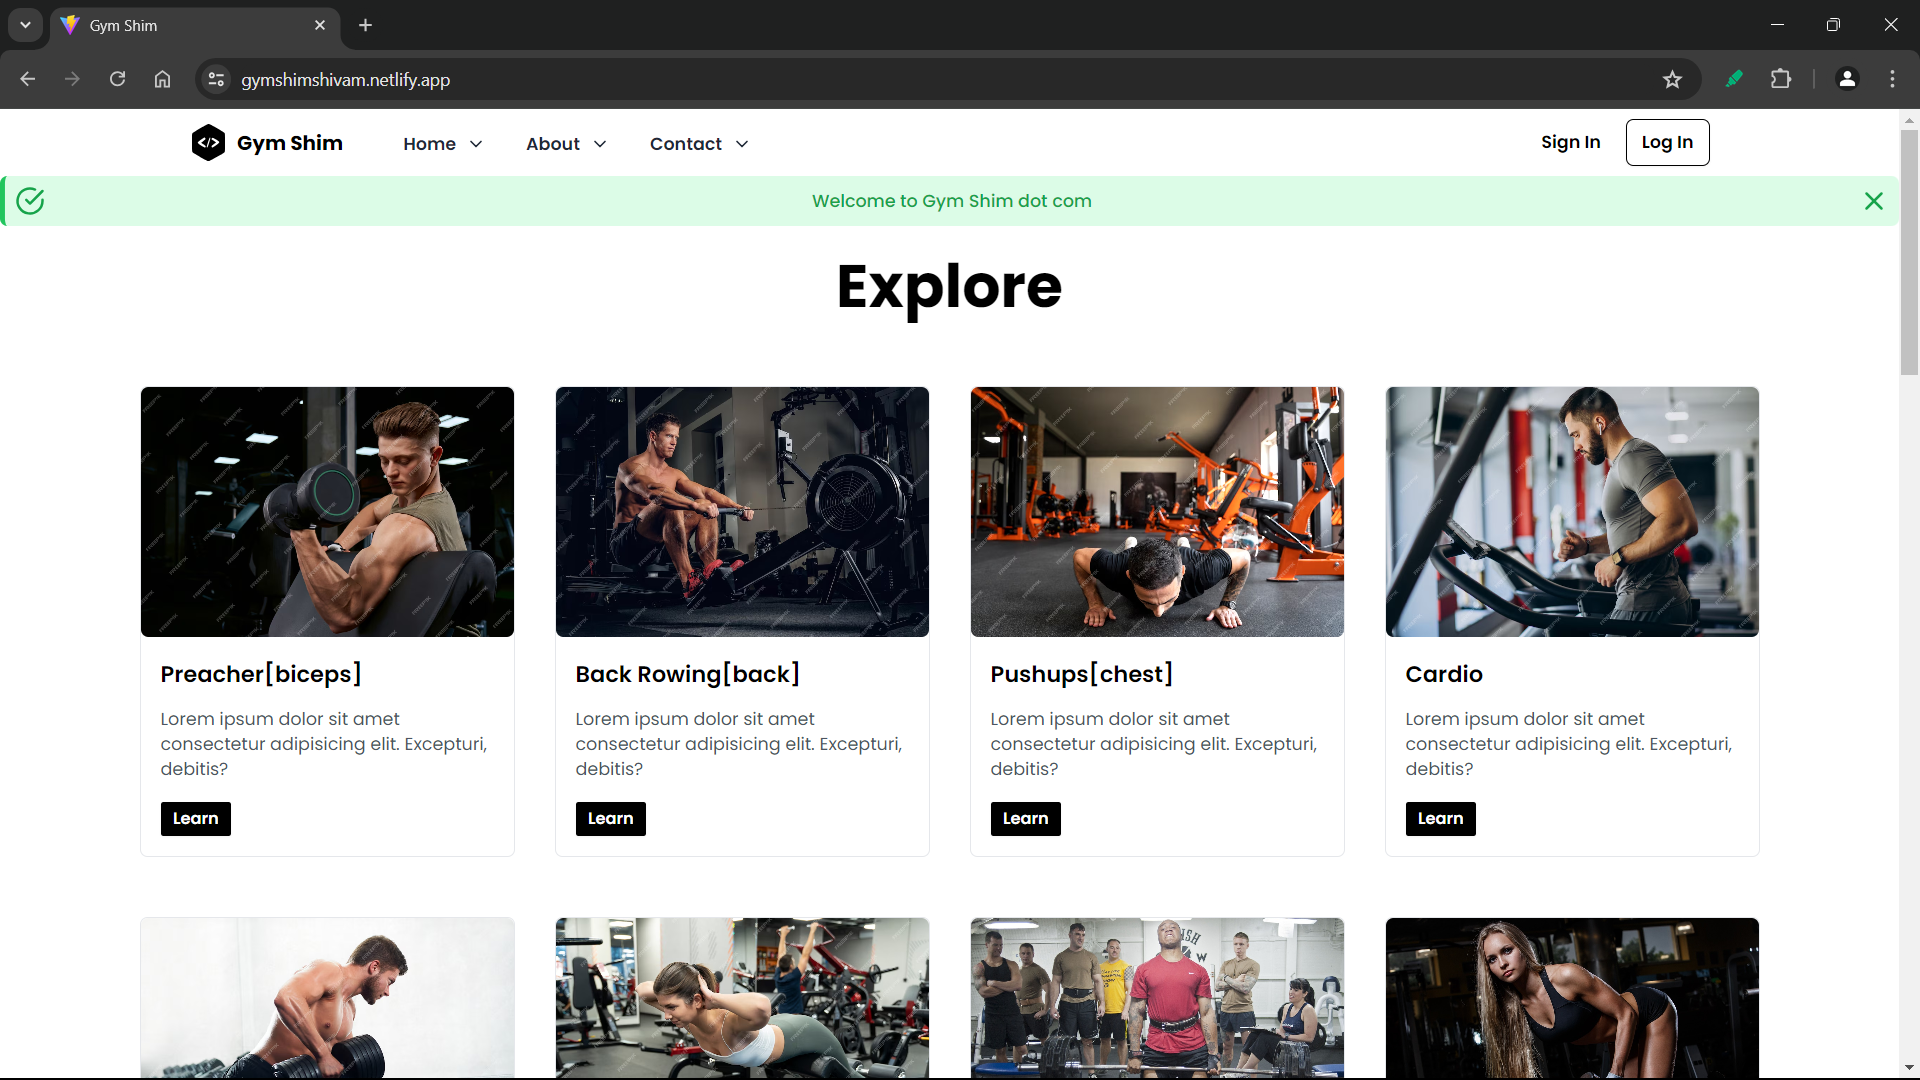 Gym Shim
gymshimshivam.netlify.app
</> Gym Shim Home About Contact Sign In Log In
Welcome to Gym Shim dot com
Explore
Preacher[biceps]
Lorem ipsum dolor sit amet
consectetur adipisicing elit. Excepturi,
debitis?
Learn
Back Rowing[back]
Lorem ipsum dolor sit amet
consectetur adipisicing elit. Excepturi,
debitis?
Learn
Pushups[chest]
Lorem ipsum dolor sit amet
consectetur adipisicing elit. Excepturi,
debitis?
Learn
Cardio
Lorem ipsum dolor sit amet
consectetur adipisicing elit. Excepturi,
debitis?
Learn